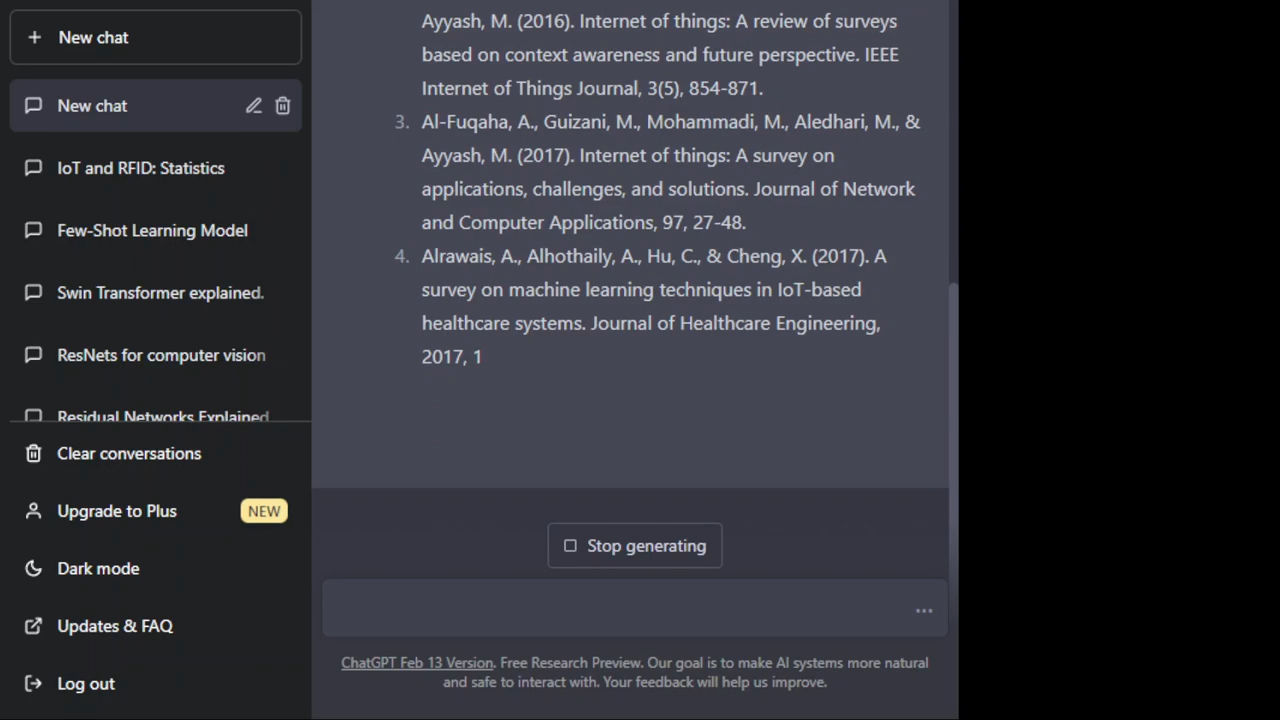 New chat
New chat
IoT and RFID: Statistics
Few-Shot Learning Model
Swin Transformer explained.
ResNets for computer vision
Residual Networks Explained
Clear conversations
Upgrade to Plus NEW
Dark mode
Updates & FAQ
Log out
Ayyash, M. (2016). Internet of things: A review of surveys
based on context awareness and future perspective. IEEE
Internet of Things Journal, 3(5), 854-871.
3. Al-Fuqaha, A., Guizani, M., Mohammadi, M., Aledhari, M., &
Ayyash, M. (2017). Internet of things: A survey on
applications, challenges, and solutions. Journal of Network
and Computer Applications, 97, 27-48.
4. Alrawais, A., Alhothaily, A., Hu, C., & Cheng, X. (2017). A
survey on machine learning techniques in IoT-based
healthcare systems. Journal of Healthcare Engineering,
2017, 1
Stop generating
ChatGPT Feb 13 Version. Free Research Preview. Our goal is to make AI systems more natural
and safe to interact with. Your feedback will help us improve.